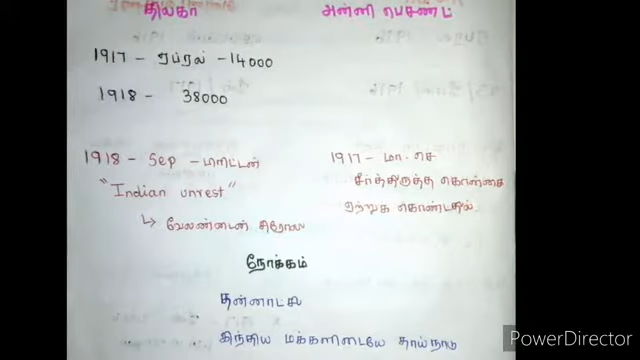 திலகர் அன்னி பெசன்ட்
1917 - ஏப்ரல் - 14000
1918 - 38000
1918 - Sep - பிரிட்டன்
"Indian unrest"
↳ வேலண்டைன் சிரோலி
1917 - மா. செ
சீர்திருத்த கொள்கை
ஏற்றுக கொண்டதில்.
நோக்கம்
தன்னாட்சி
இந்திய மக்களிடையே தாய்நாடு
PowerDirector